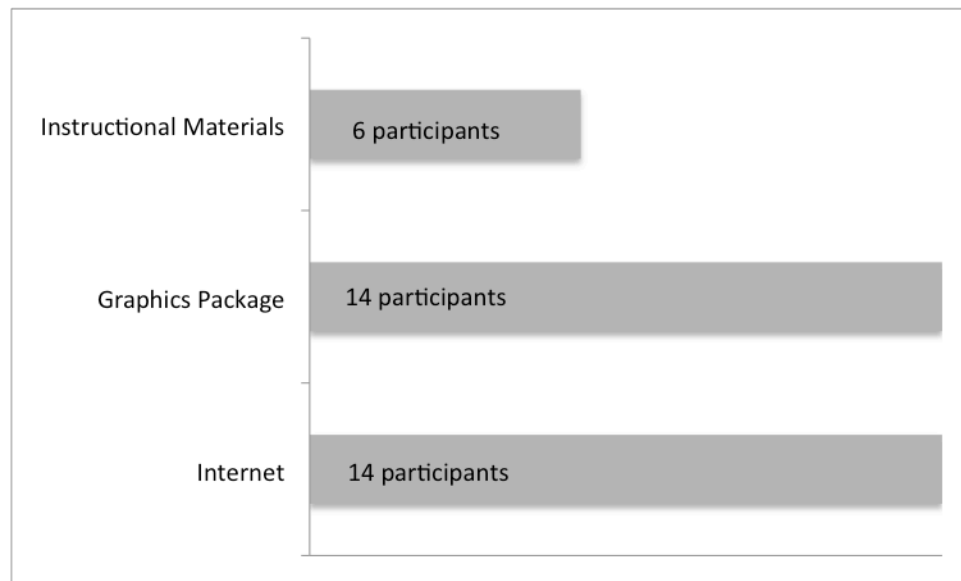 Instructional Materials
6 participants
Graphics Package
14 participants
Internet
14 participants